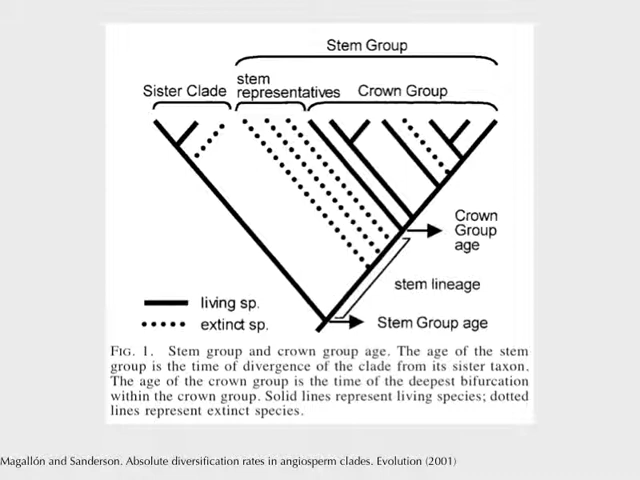 Stem Group
Sister Clade
stem
representatives
Crown Group
Crown
Group
age
stem lineage
living sp.
extinct sp.
Stem Group age
FIG. 1. Stem group and crown group age. The age of the stem
group is the time of divergence of the clade from its sister taxon.
The age of the crown group is the time of the deepest bifurcation
within the crown group. Solid lines represent living species; dotted
lines represent extinct species.
Magallón and Sanderson. Absolute diversification rates in angiosperm clades. Evolution (2001)